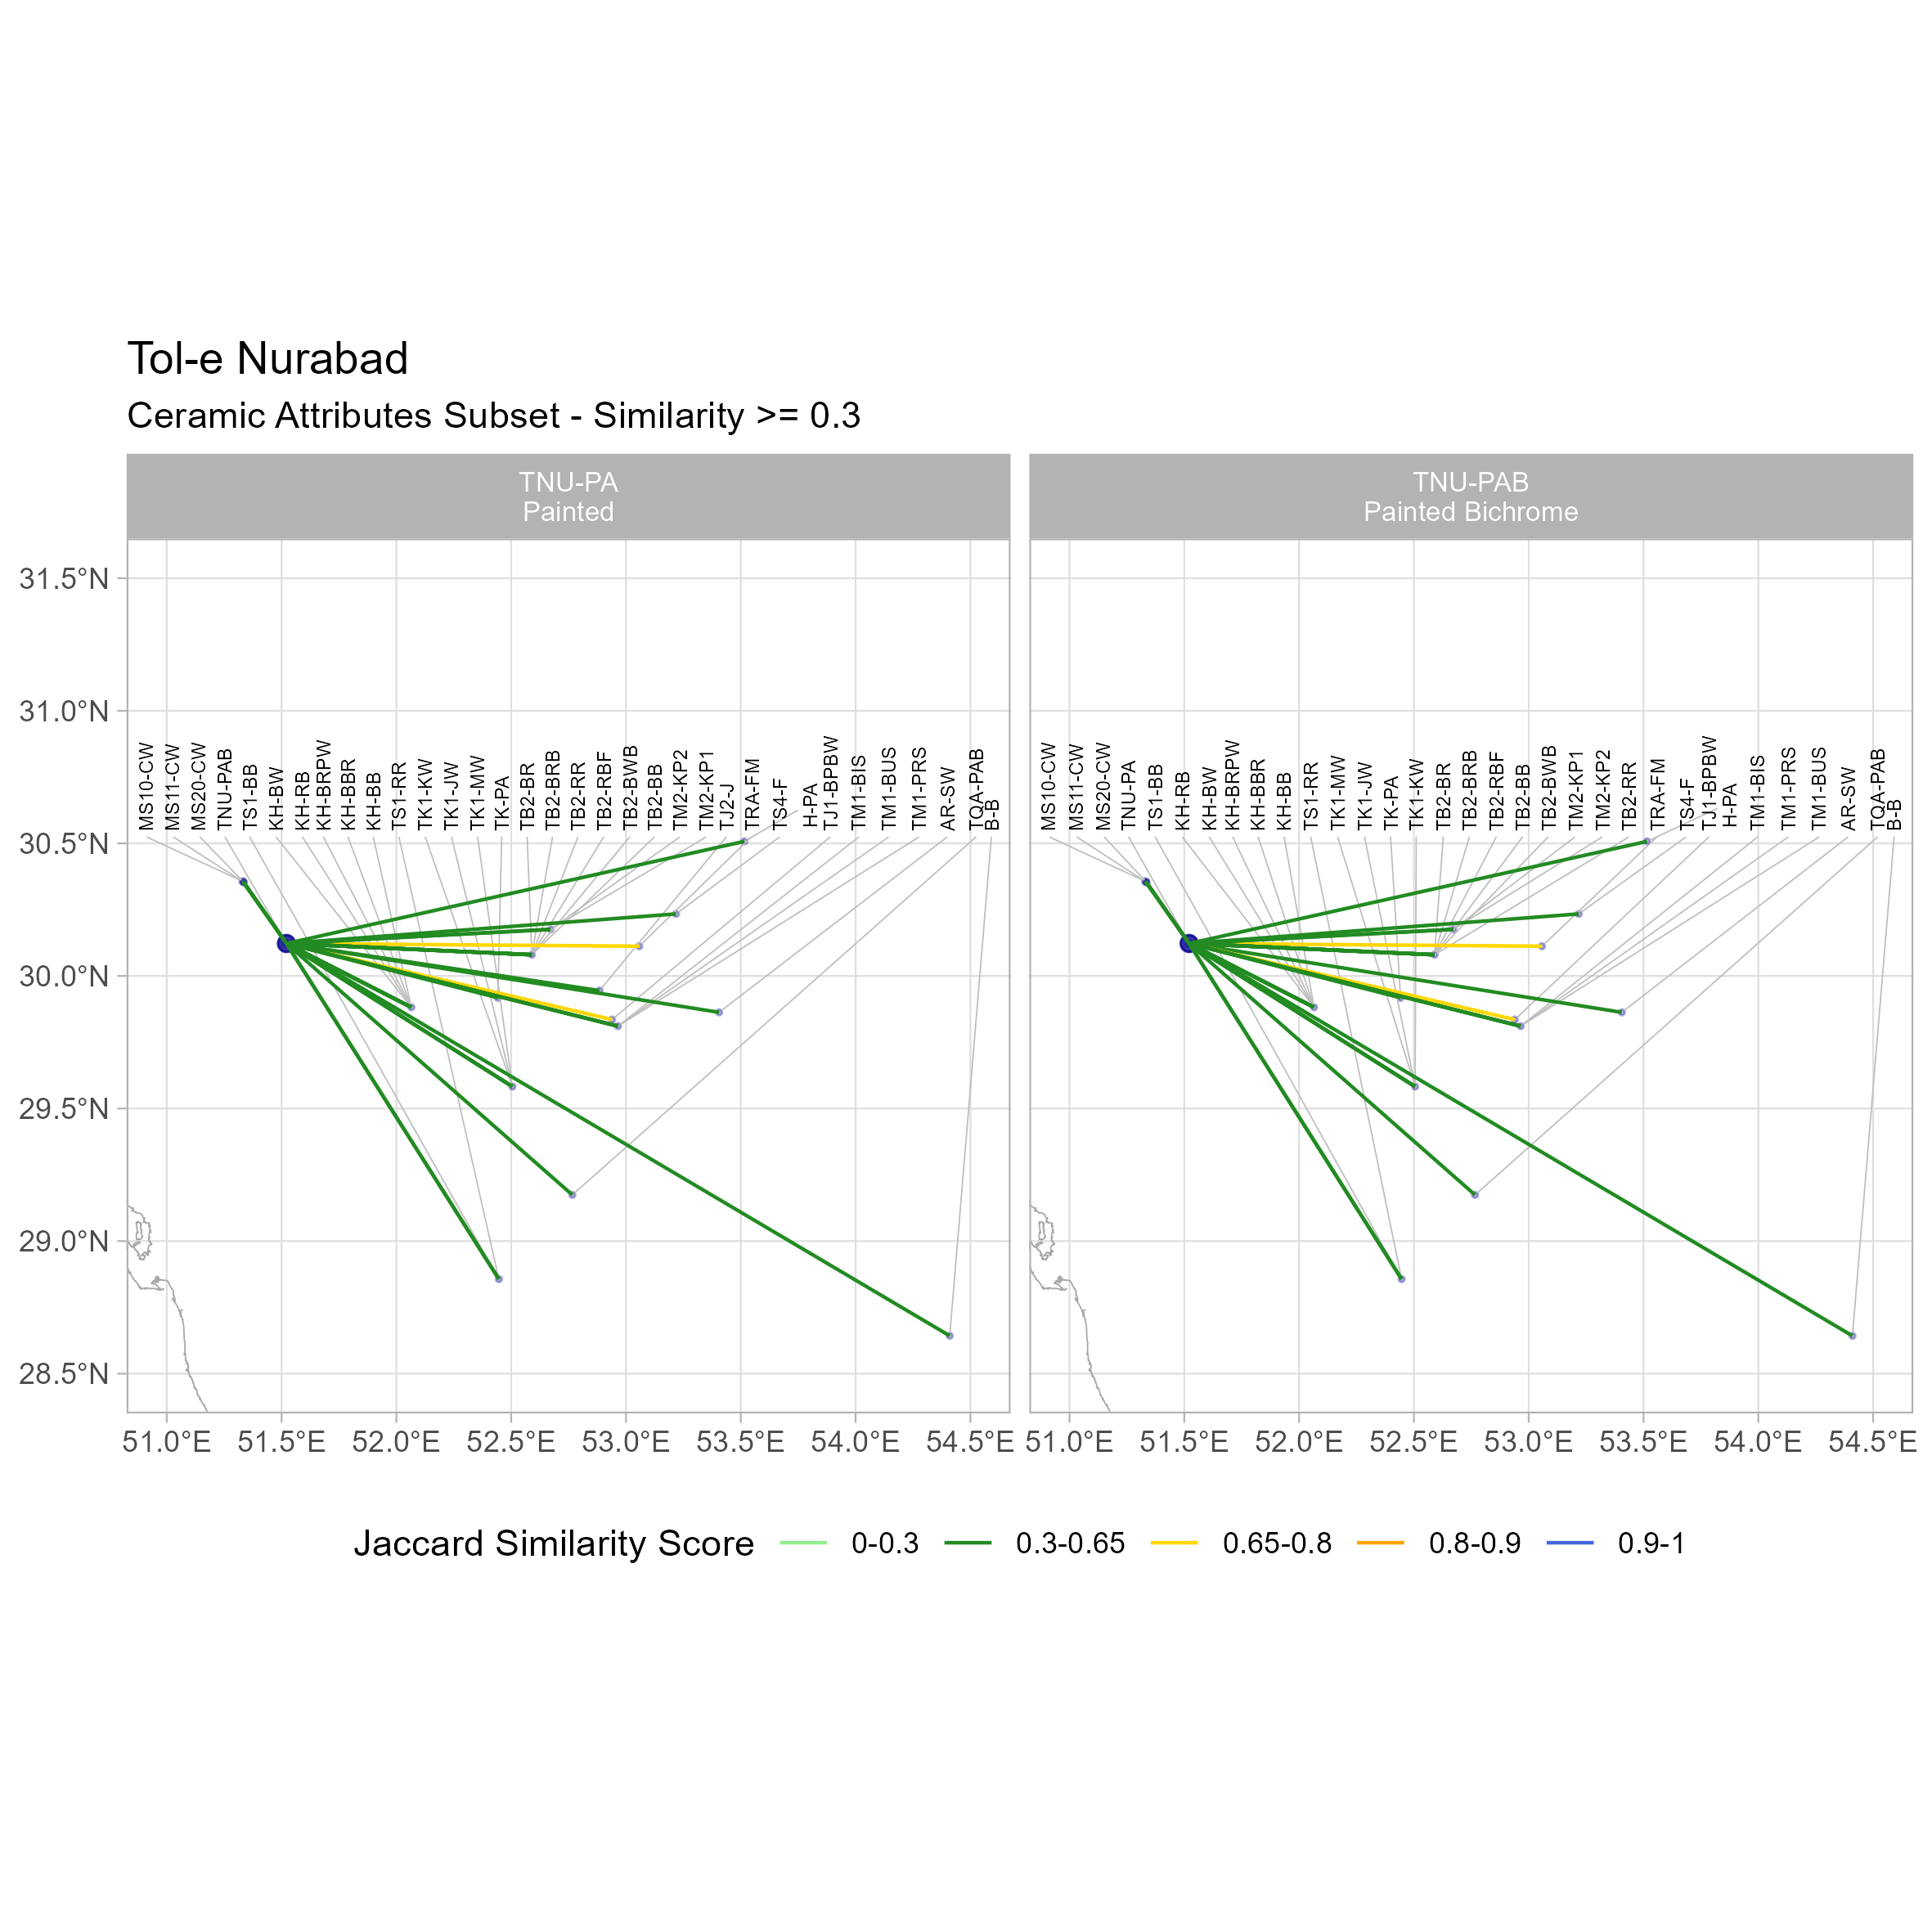 Tol-e Nurabad
Ceramic Attributes Subset - Similarity >= 0.3
TNU-PA
Painted
TNU-PAB
Painted Bichrome
31.5°N
31.0°N
30.5°N
30.0°N
29.5°N
29.0°N
28.5°N
MS10-CW
MS11-CW
MS20-CW
TNU-PAB
TS1-BB
KH-BW
KH-RB
KH-BRPW
KH-BBR
KH-BB
TS1-RR
TK1-KW
TK1-JW
TK1-MW
TK-PA
TB2-BR
TB2-BRB
TB2-RR
TB2-RBF
TB2-BWB
TB2-BB
TM2-KP2
TM2-KP1
TJ2-J
TRA-FM
TS4-F
H-PA
TJ1-BPBW
TM1-BIS
TM1-BUS
TM1-PRS
AR-SW
TQA-PAB
B-B
MS10-CW
MS11-CW
MS20-CW
TNU-PA
TS1-BB
KH-RB
KH-BW
KH-BRPW
KH-BBR
KH-BB
TS1-RR
TK1-MW
TK1-JW
TK-PA
TK1-KW
TB2-BR
TB2-BRB
TB2-RBF
TB2-BB
TB2-BWB
TM2-KP1
TM2-KP2
TB2-RR
TRA-FM
TS4-F
TJ1-BPBW
H-PA
TM1-BIS
TM1-PRS
TM1-BUS
AR-SW
TQA-PAB
B-B
51.0°E 51.5°E 52.0°E 52.5°E 53.0°E 53.5°E 54.0°E 54.5°E
51.0°E 51.5°E 52.0°E 52.5°E 53.0°E 53.5°E 54.0°E 54.5°E
Jaccard Similarity Score 0-0.3 0.3-0.65 0.65-0.8 0.8-0.9 0.9-1